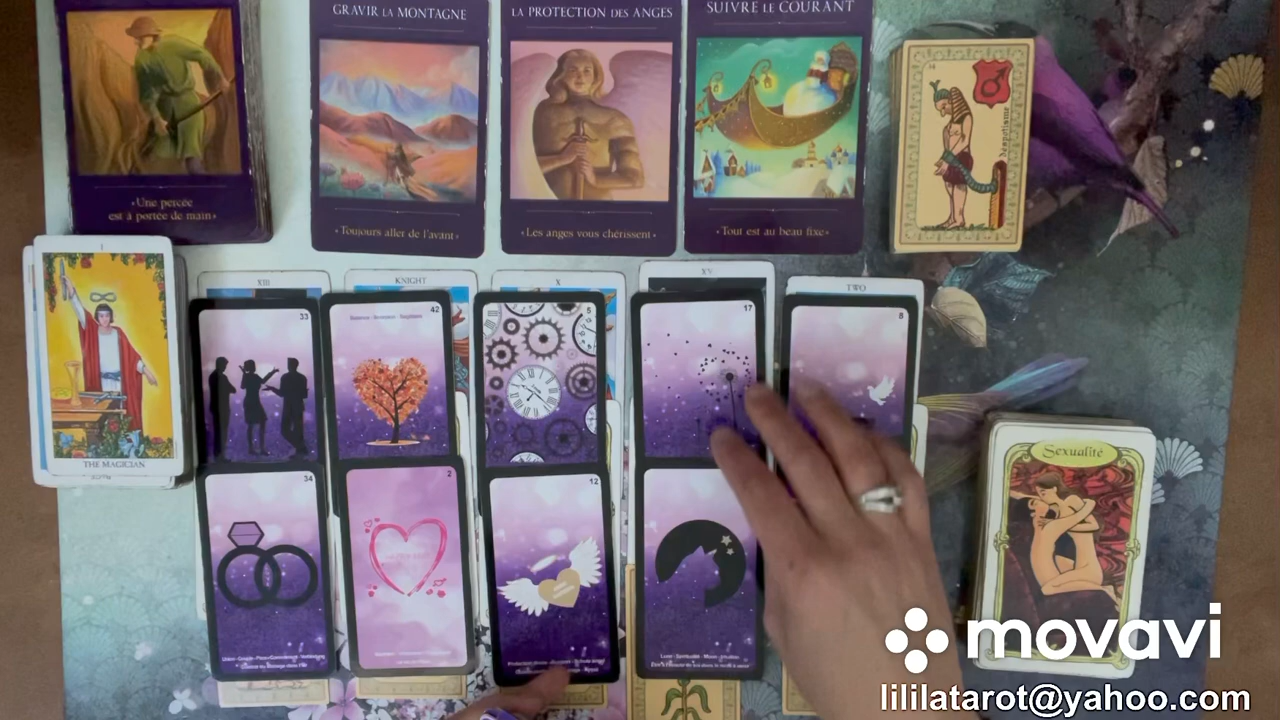 GRAVIR LA MONTAGNE
LA PROTECTION DES ANGES
SUIVRE LE COURANT
14
Despotisme
«Une percée
est à portée de main»
«Toujours aller de l'avant»
«Les anges vous chérissent»
«Tout est au beau fixe»
I
THE MAGICIAN
XIII
KNIGHT
X
XV
TWO
33
42
5
17
8
34
2
12
Sexualité
movavi
lililatarot@yahoo.com